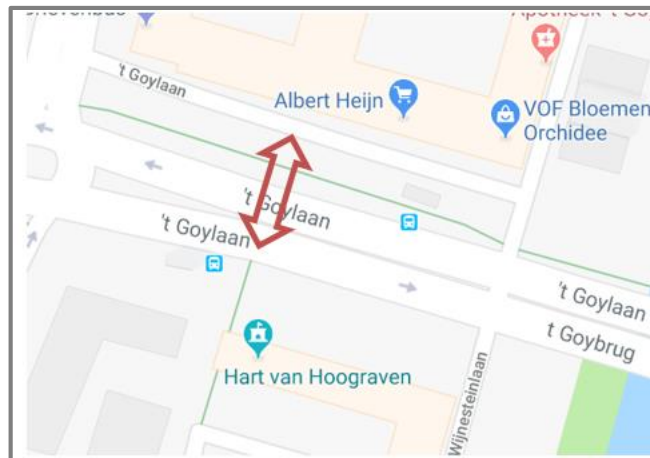 't Goylaan
Albert Heijn
VOF Bloemen
Orchidee
't Goylaan
't Goylaan
't Goylaan
t Goybrug
Hart van Hoograven
Wijnesteinlaan